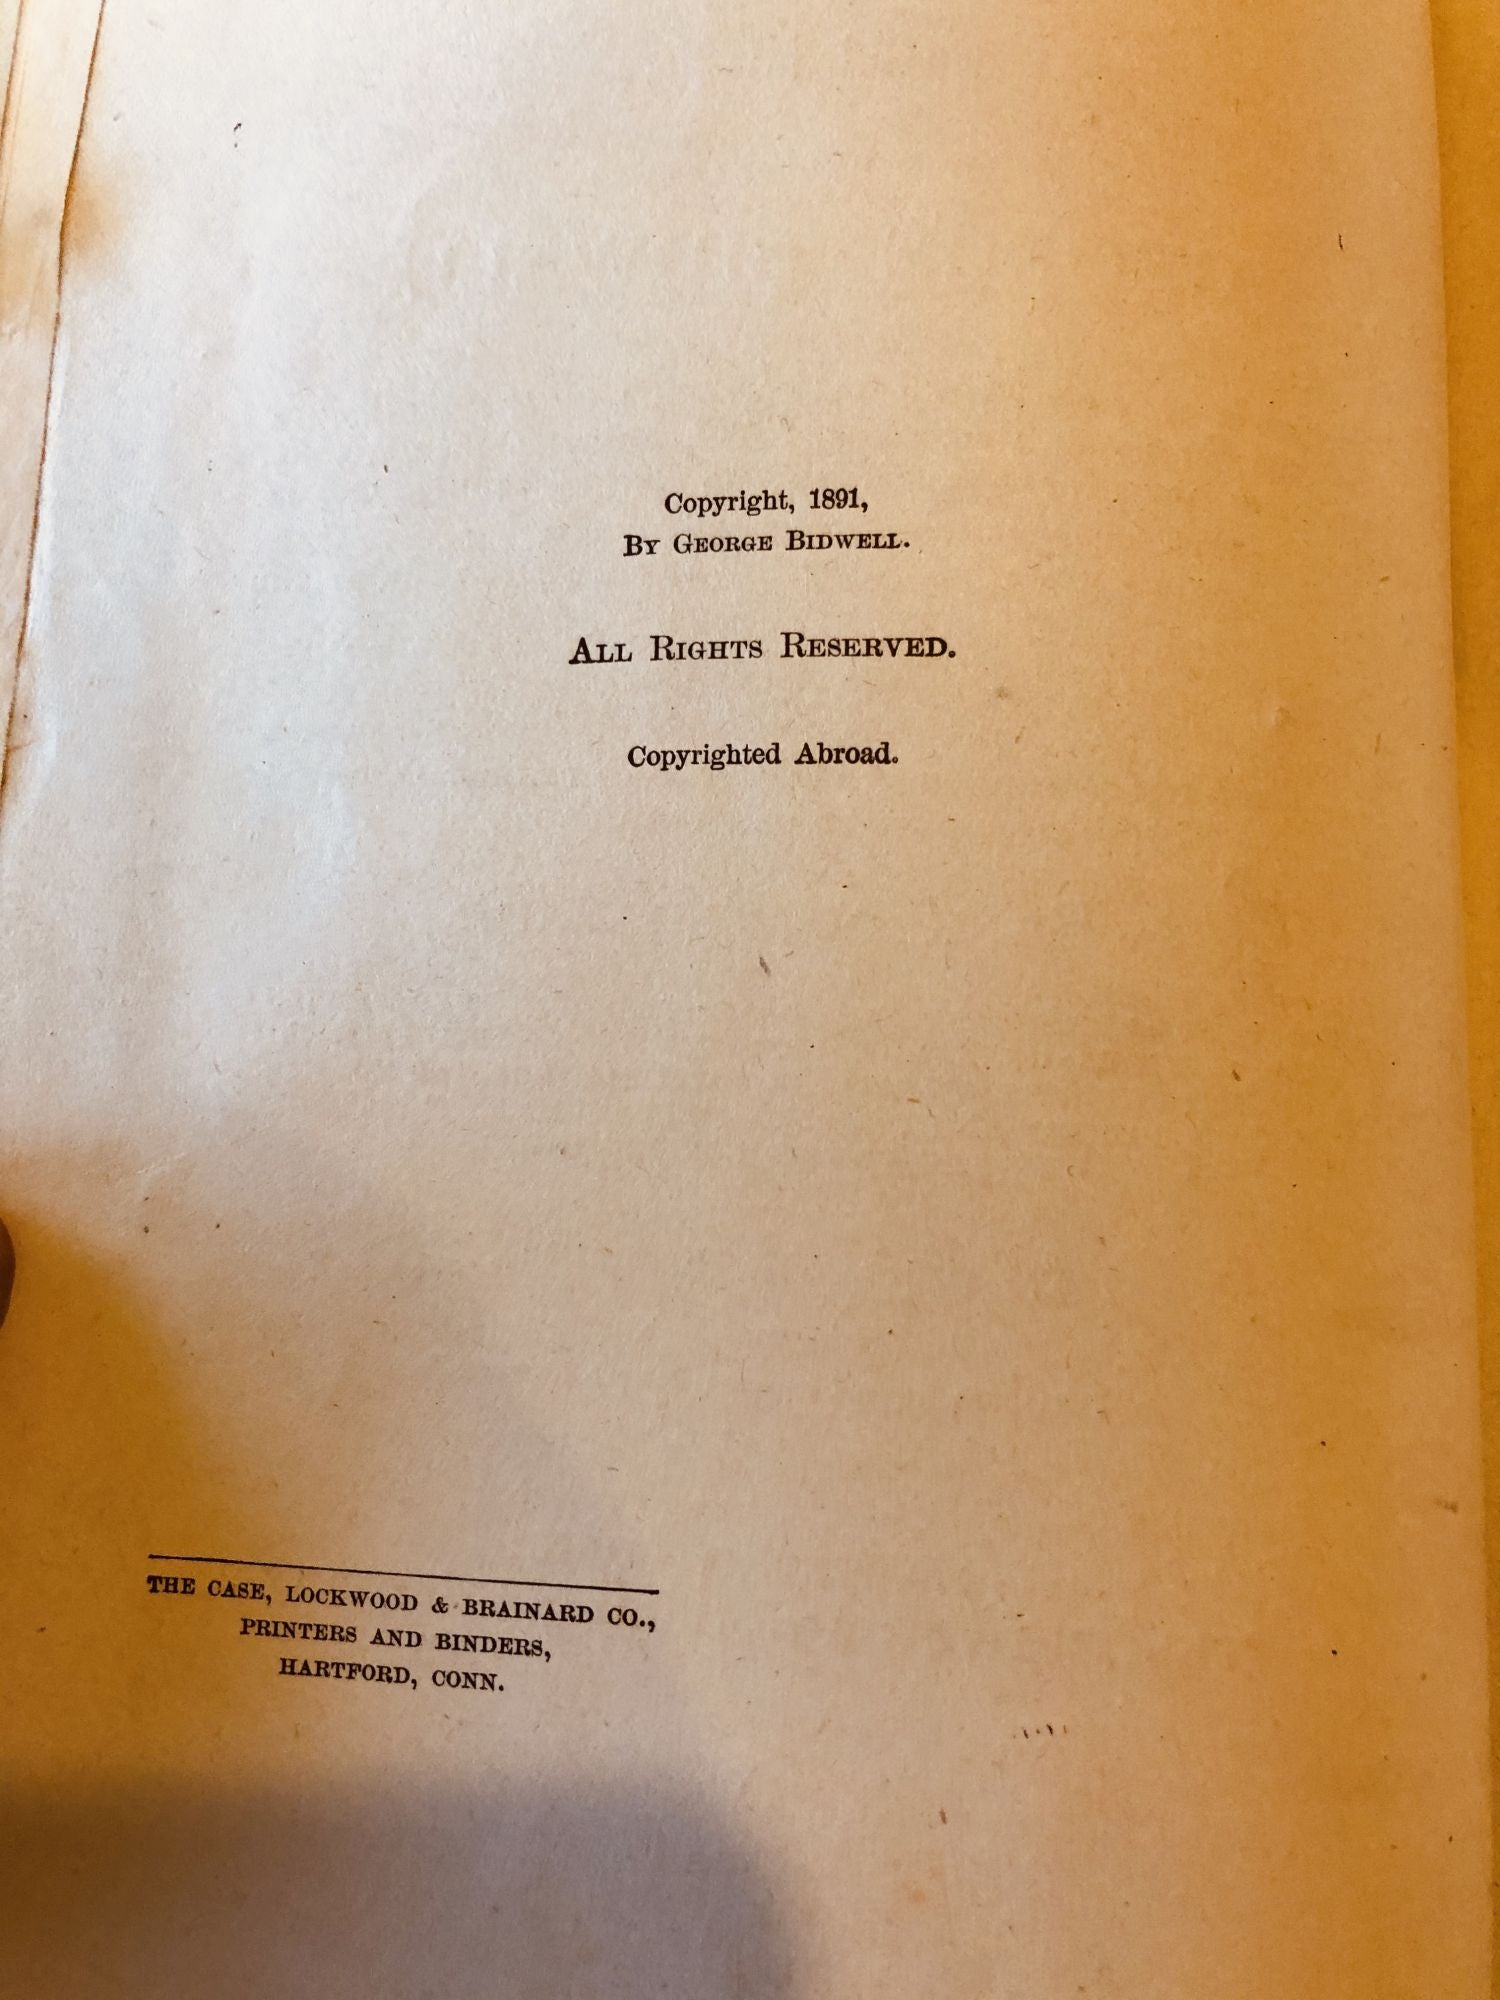 Copyright, 1891,
By George Bidwell.
All Rights Reserved.
Copyrighted Abroad.
THE CASE, LOCKWOOD & BRAINARD CO.,
PRINTERS AND BINDERS,
HARTFORD, CONN.